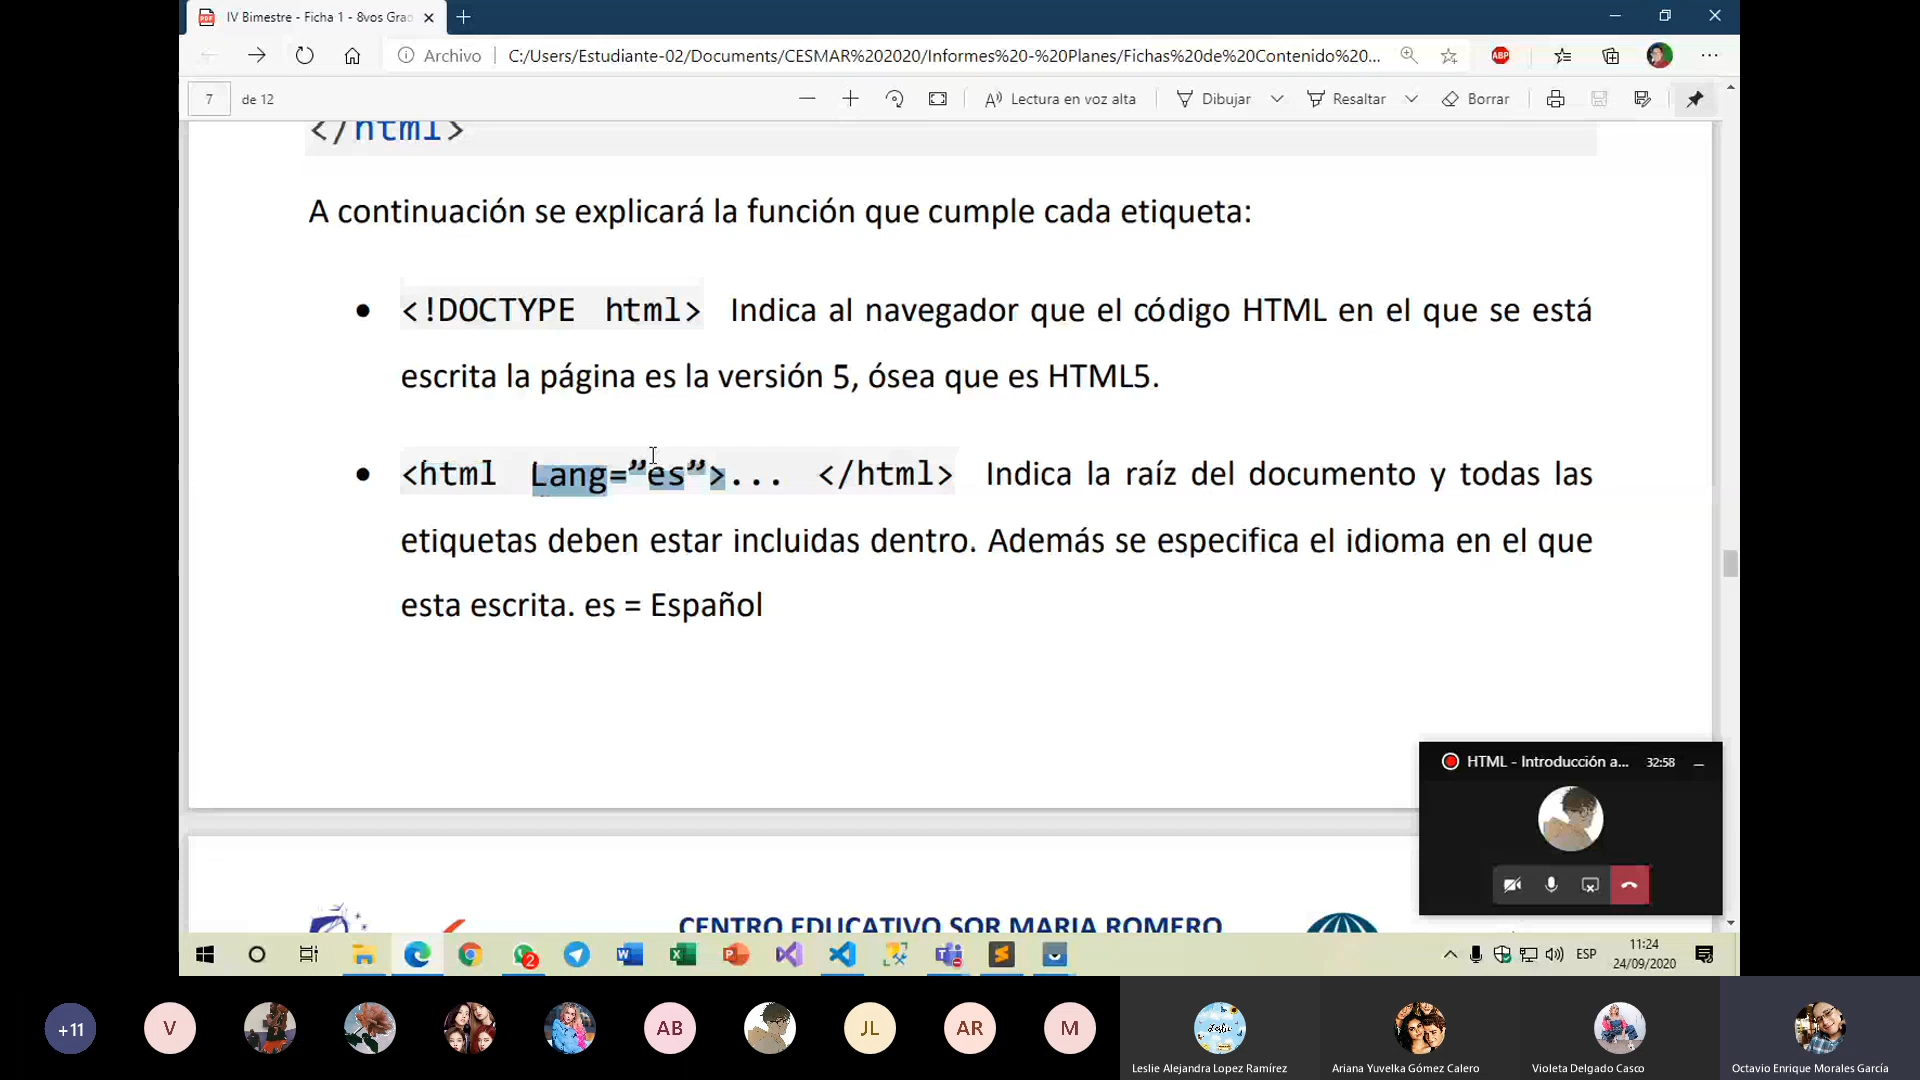 IV Bimestre - Ficha 1 - 8vos Grad
Archivo
C:/Users/Estudiante-02/Documents/CESMAR%202020/Informes%20-%20Planes/Fichas%20de%20Contenido%20...
ABP
7 de 12
Lectura en voz alta
Dibujar
Resaltar
Borrar
</html>
A continuación se explicará la función que cumple cada etiqueta:
• <!DOCTYPE html> Indica al navegador que el código HTML en el que se está
escrita la página es la versión 5, ósea que es HTML5.
• <html Lang=”es”>... </html> Indica la raíz del documento y todas las
etiquetas deben estar incluidas dentro. Además se especifica el idioma en el que
esta escrita. es = Español
HTML - Introducción a...
32:58
CENTRO EDUCATIVO SOR MARIA ROMERO
2
ESP
11:24
24/09/2020
+11
V
AB
JL
AR
M
Leslie
Leslie Alejandra Lopez Ramírez
Ariana Yuvelka Gómez Calero
Violeta Delgado Casco
Octavio Enrique Morales García